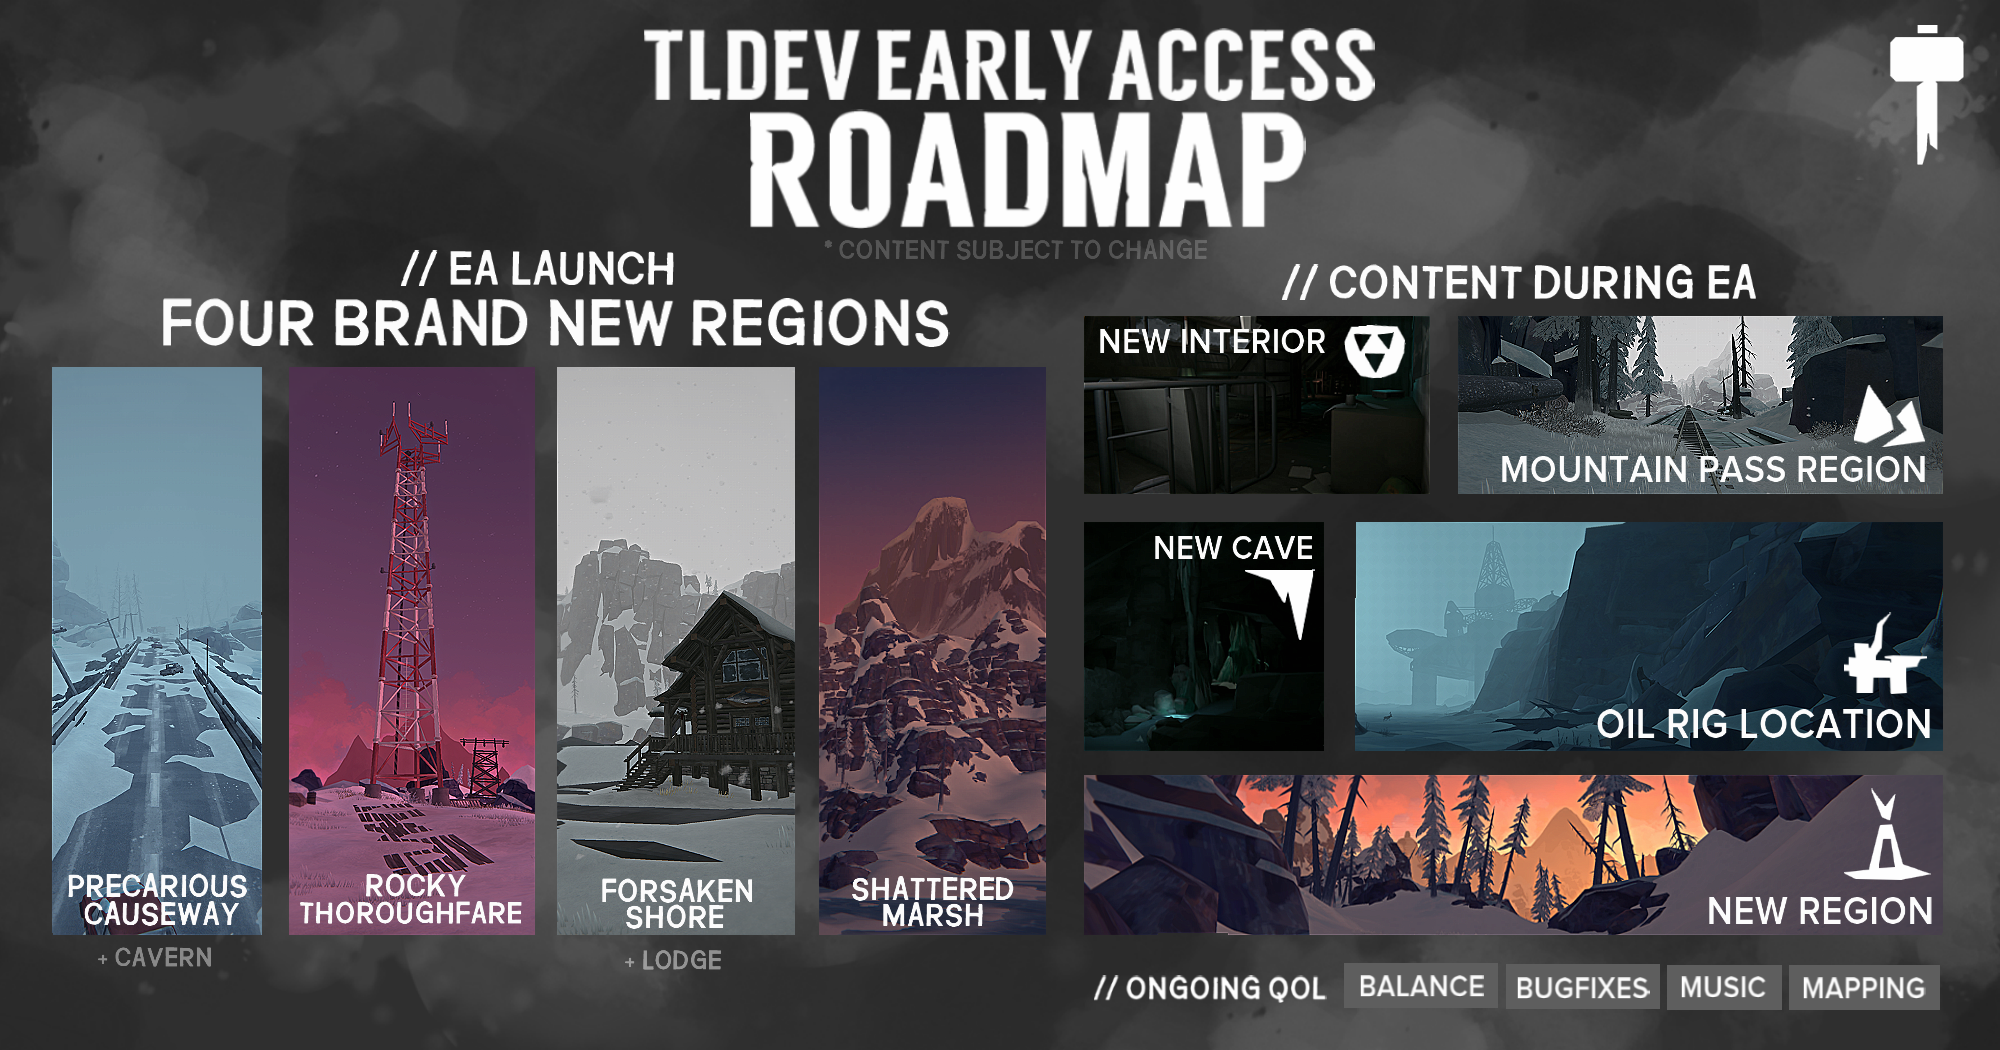 TLDEV EARLY ACCESS
ROADMAP
* CONTENT SUBJECT TO CHANGE
// EA LAUNCH
FOUR BRAND NEW REGIONS
PRECARIOUS
CAUSEWAY
+ CAVERN
ROCKY
THOROUGHFARE
FORSAKEN
SHORE
+ LODGE
SHATTERED
MARSH
// CONTENT DURING EA
NEW INTERIOR
MOUNTAIN PASS REGION
NEW CAVE
OIL RIG LOCATION
NEW REGION
// ONGOING QOL
BALANCE
BUGFIXES
MUSIC
MAPPING